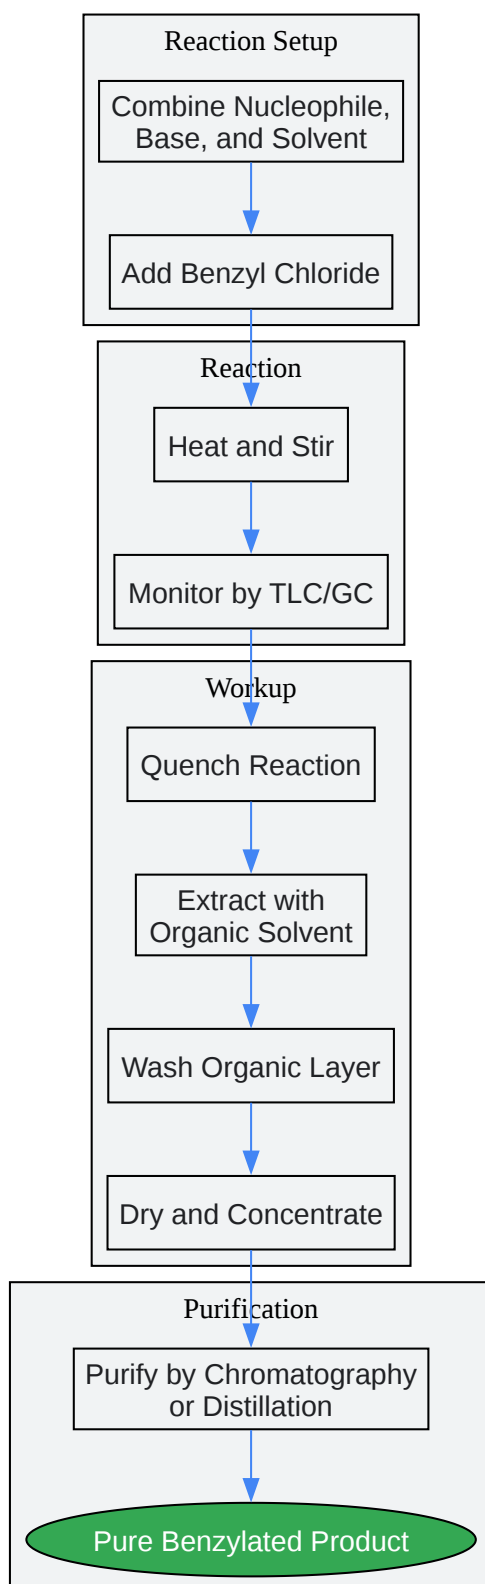 Reaction Setup
Combine Nucleophile,
Base, and Solvent
Add Benzyl Chloride
Reaction
Heat and Stir
Monitor by TLC/GC
Workup
Quench Reaction
Extract with
Organic Solvent
Wash Organic Layer
Dry and Concentrate
Purification
Purify by Chromatography
or Distillation
Pure Benzylated Product